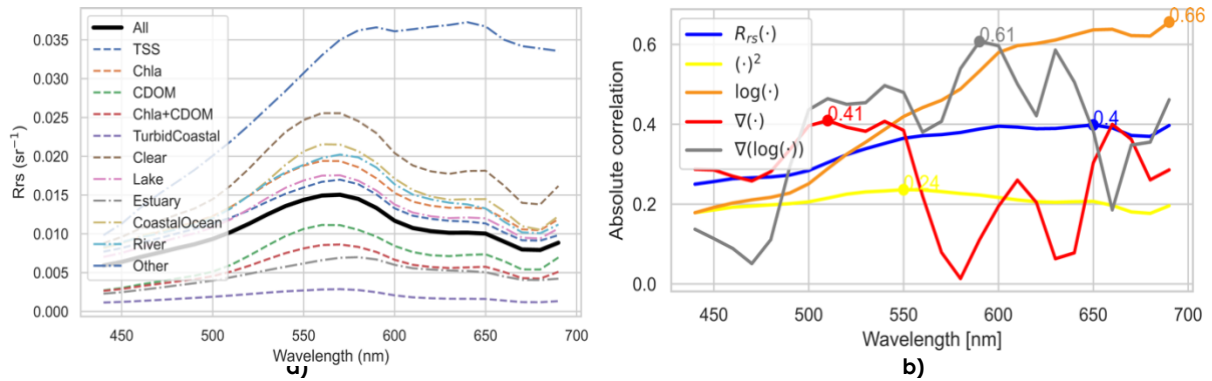 0.035
0.030
0.025
0.020
0.015
0.010
0.005
0.000
Rrs (sr⁻¹)
All
TSS
Chla
CDOM
Chla+CDOM
TurbidCoastal
Clear
Lake
Estuary
CoastalOcean
River
Other
450 500 550 600 650 700
Wavelength (nm)
a)
0.6
0.4
0.2
0.0
Absolute correlation
R_rs(·)
(·)²
log(·)
∇(·)
∇(log(·))
0.66
0.61
0.41
0.4
0.24
450 500 550 600 650 700
Wavelength [nm]
b)